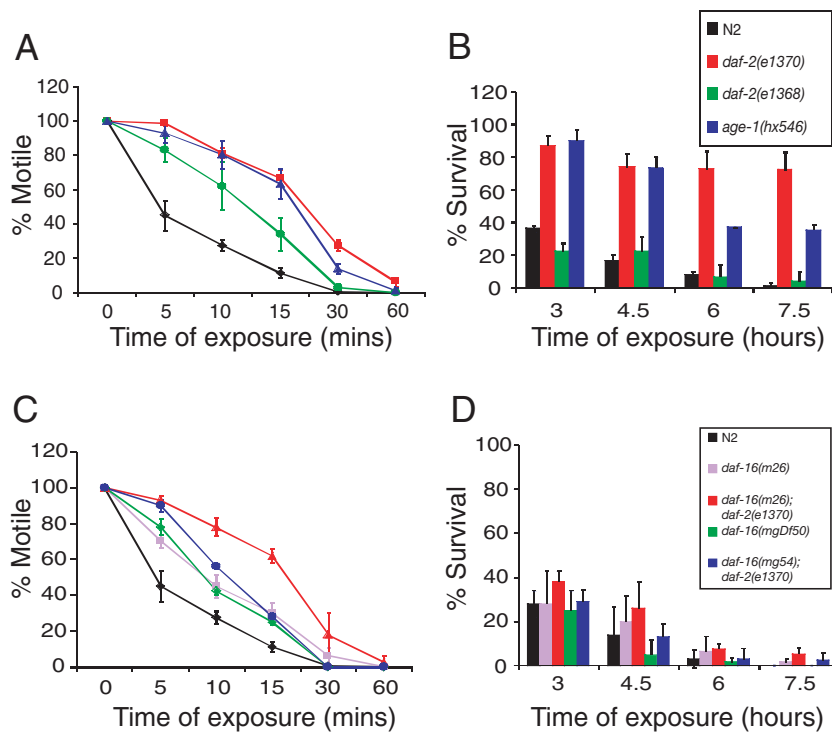 A
120
100
80
60
40
20
0
% Motile
0 5 10 15 30 60
Time of exposure (mins)
B
N2
daf-2(e1370)
daf-2(e1368)
age-1(hx546)
120
100
80
60
40
20
0
% Survival
3 4.5 6 7.5
Time of exposure (hours)
C
120
100
80
60
40
20
0
% Motile
0 5 10 15 30 60
Time of exposure (mins)
D
N2
daf-16(m26)
daf-16(m26);
daf-2(e1370)
daf-16(mgDf50)
daf-16(mg54);
daf-2(e1370)
100
80
60
40
20
0
% Survival
3 4.5 6 7.5
Time of exposure (hours)